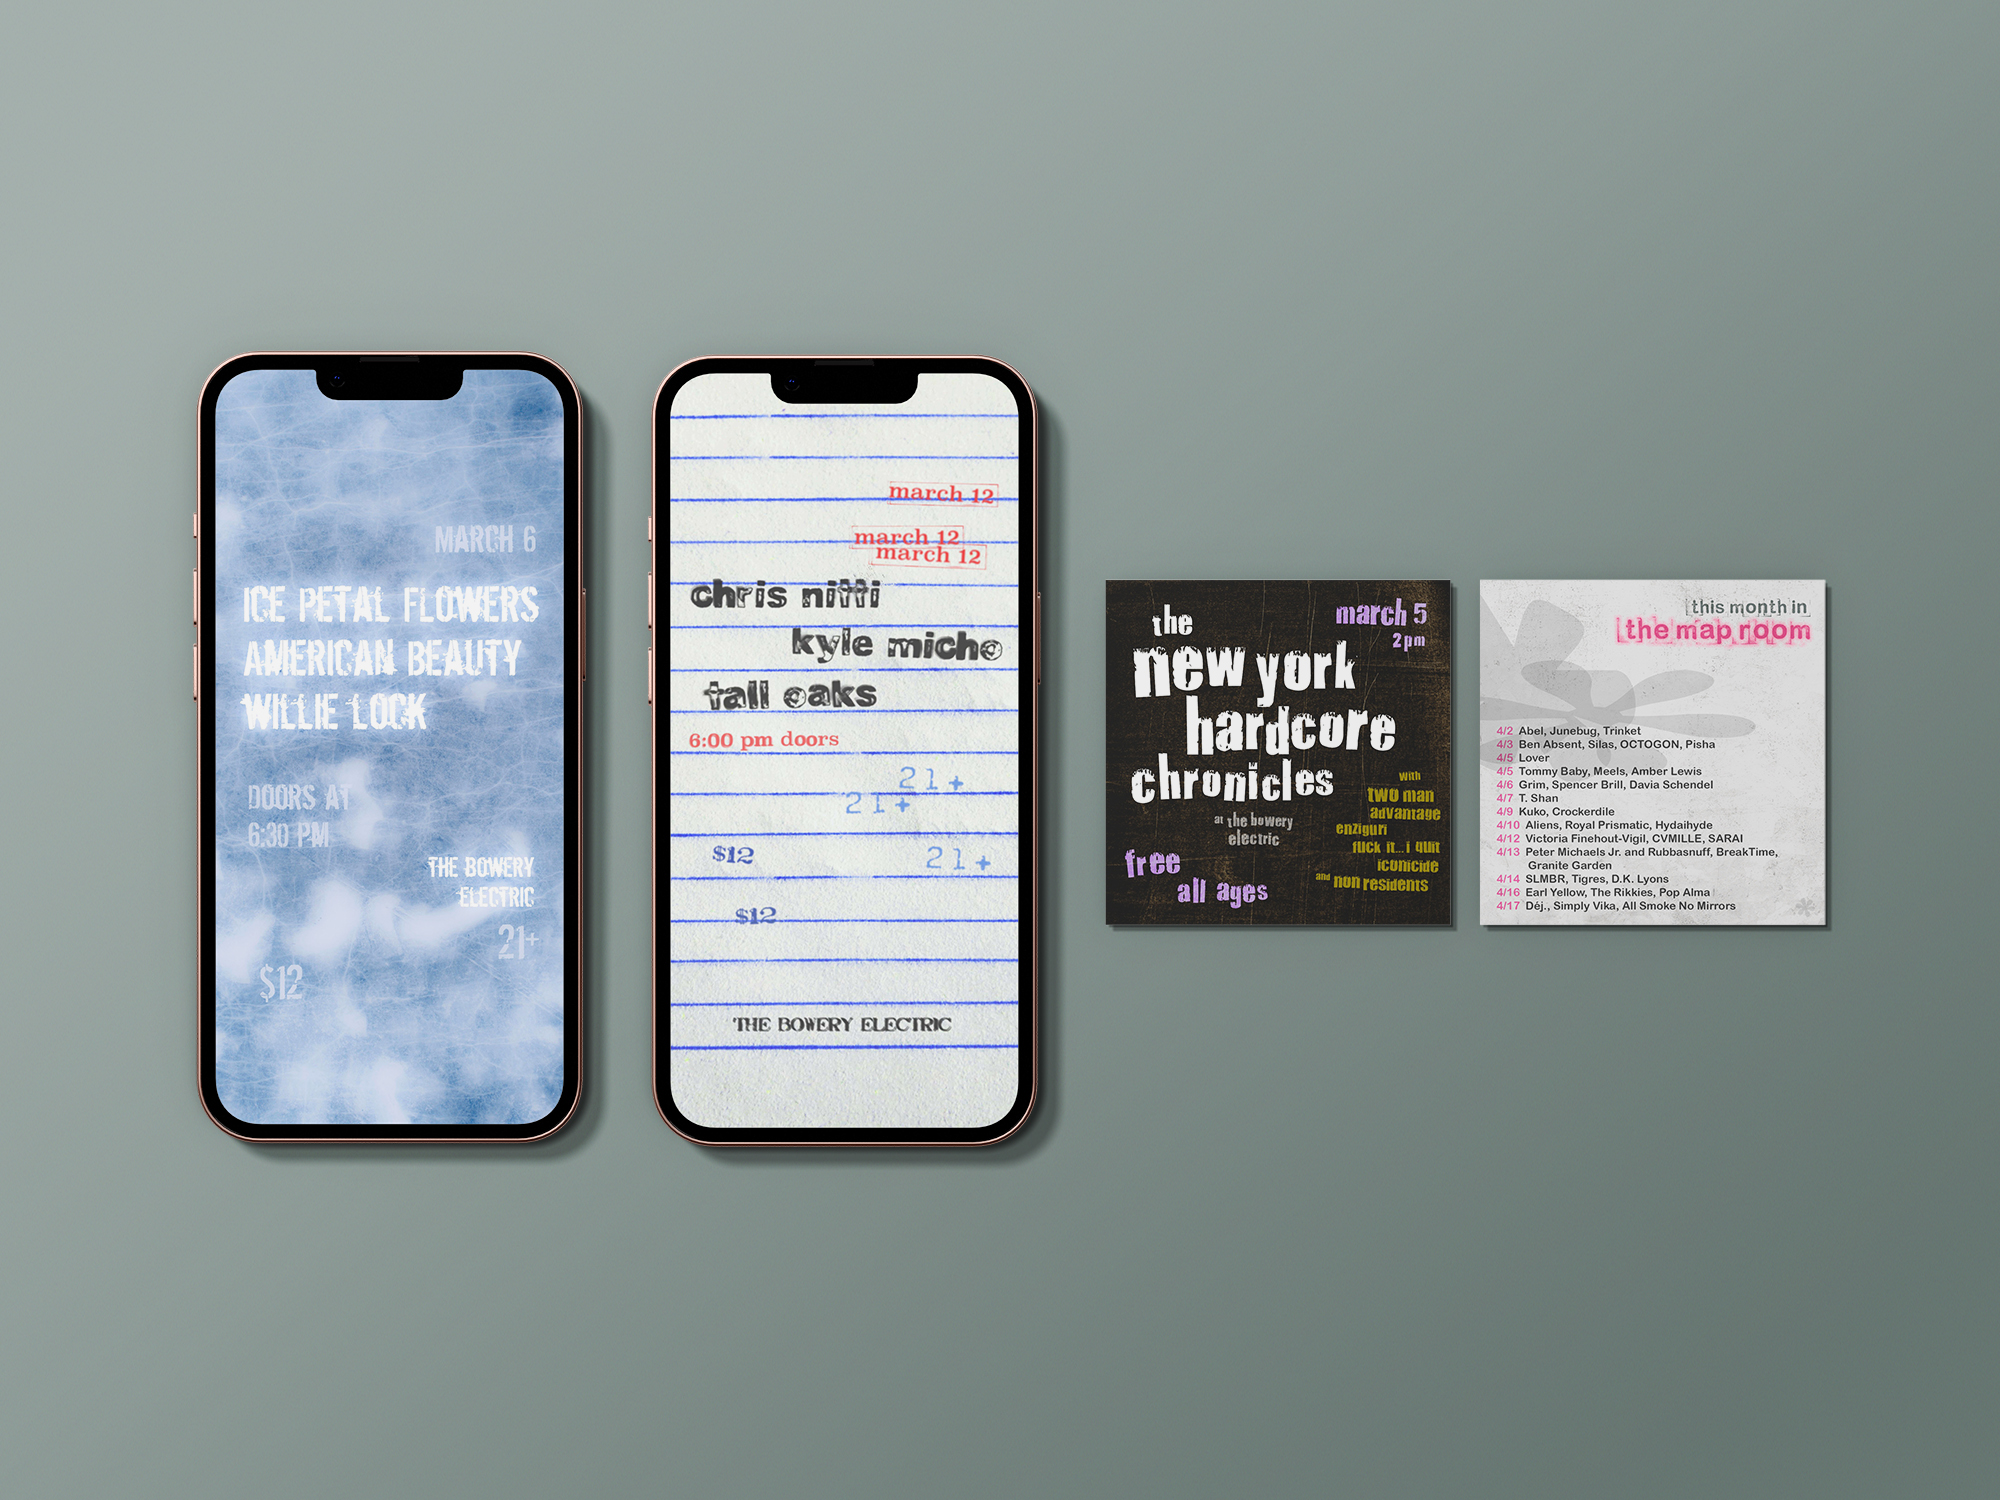 MARCH 6
ICE PETAL FLOWERS
AMERICAN BEAUTY
WILLIE LOCK
DOORS AT
6:30 PM
THE BOWERY
ELECTRIC
21+
$12
march 12
march 12
march 12
chris nitti
kyle miche
tall oaks
6:00 pm doors
21+
21+
$12
21+
$12
THE BOWERY ELECTRIC
the
march 5
2pm
new york
hardcore
chronicles
with
two man
advantage
at the bowery
electric
enziguri
fuck it...i quit
iconicide
and non residents
free
all ages
this month in
the map room
4/2 Abel, Junebug, Trinket
4/3 Ben Absent, Silas, OCTOGON, Pisha
4/5 Lover
4/5 Tommy Baby, Meels, Amber Lewis
4/6 Grim, Spencer Brill, Davia Schendel
4/7 T. Shan
4/9 Kuko, Crockerdile
4/10 Aliens, Royal Prismatic, Hydaihyde
4/12 Victoria Finehout-Vigil, CVMILLE, SARAI
4/13 Peter Michaels Jr. and Rubbasnuff, BreakTime,
Granite Garden
4/14 SLMBR, Tigres, D.K. Lyons
4/16 Earl Yellow, The Rikkies, Pop Alma
4/17 Déj., Simply Vika, All Smoke No Mirrors